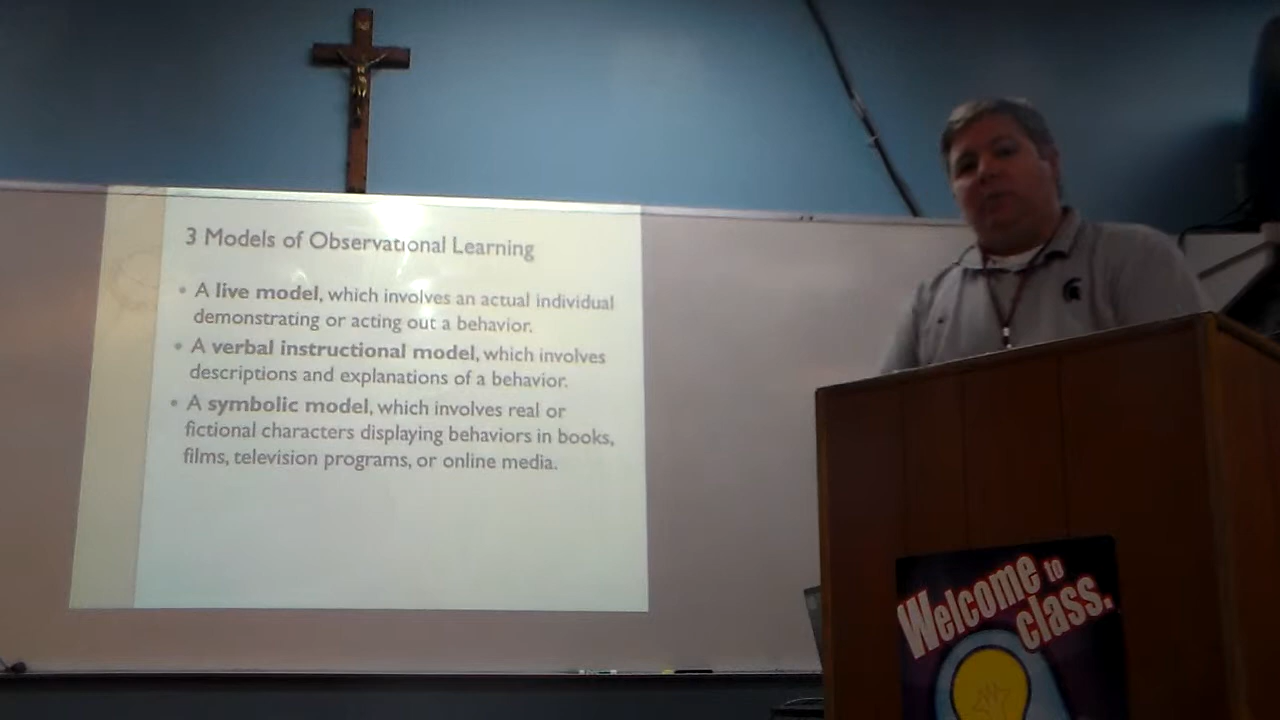 3 Models of Observational Learning
• A live model, which involves an actual individual
demonstrating or acting out a behavior.
• A verbal instructional model, which involves
descriptions and explanations of a behavior.
• A symbolic model, which involves real or
fictional characters displaying behaviors in books,
films, television programs, or online media.
Welcome to
class.